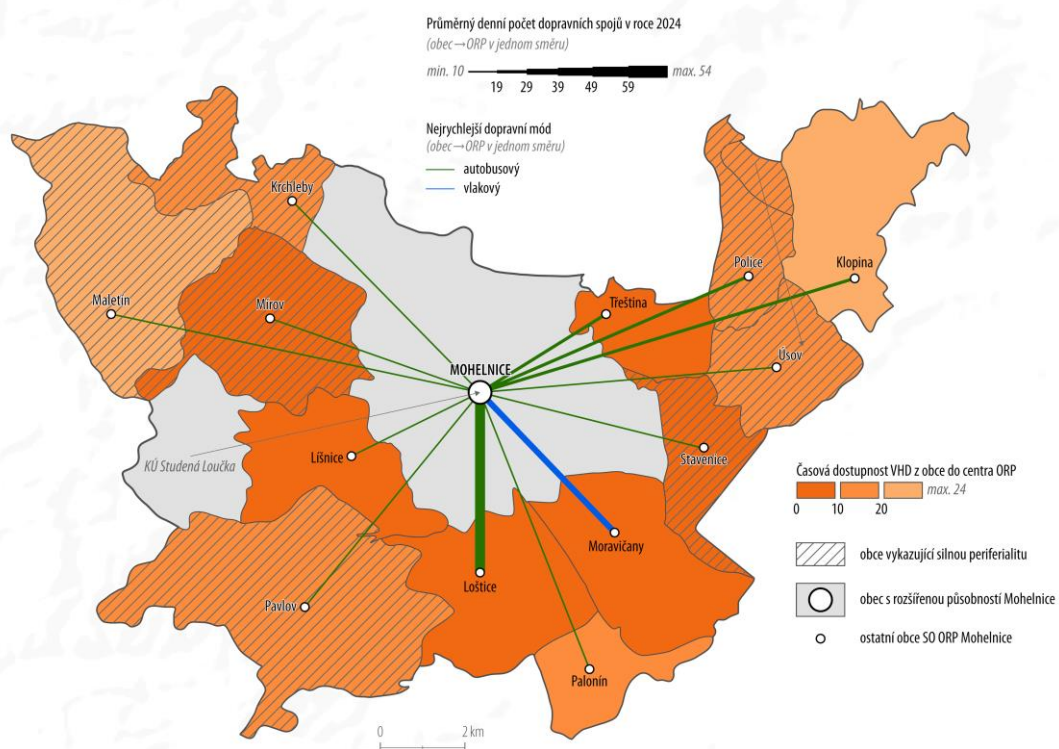 Průměrný denní počet dopravních spojů v roce 2024
(obec→ORP v jednom směru)
min. 10
max. 54
19 29 39 49 59
Nejrychlejší dopravní mód
(obec→ORP v jednom směru)
autobusový
vlakový
Krchleby
Police
Klopina
Maletín
Mírov
Třeština
Úsov
MOHELNICE
Stavenice
Líšnice
KÚ Studená Loučka
Moravičany
Loštice
Pavlov
Palonín
Časová dostupnost VHD z obce do centra ORP
max. 24
0 10 20
obce vykazující silnou periferialitu
obec s rozšířenou působností Mohelnice
ostatní obce SO ORP Mohelnice
0 2 km